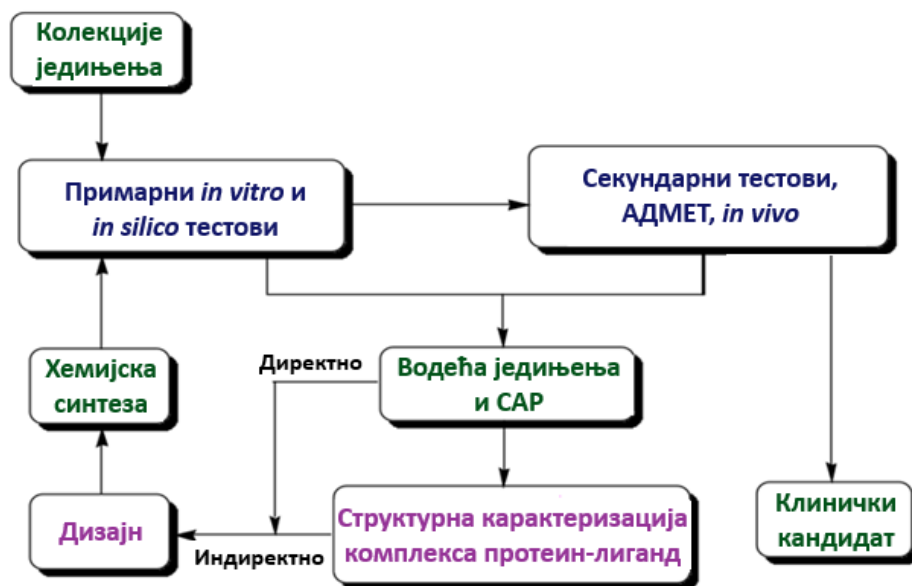 Колекције
једињења
Примарни in vitro и
in silico тестови
Секундарни тестови,
АДМЕТ, in vivo
Хемијска
синтеза
Директно
Водећа једињења
и САР
Дизајн
Индиректно
Структурна карактеризација
комплекса протеин-лиганд
Клинички
кандидат